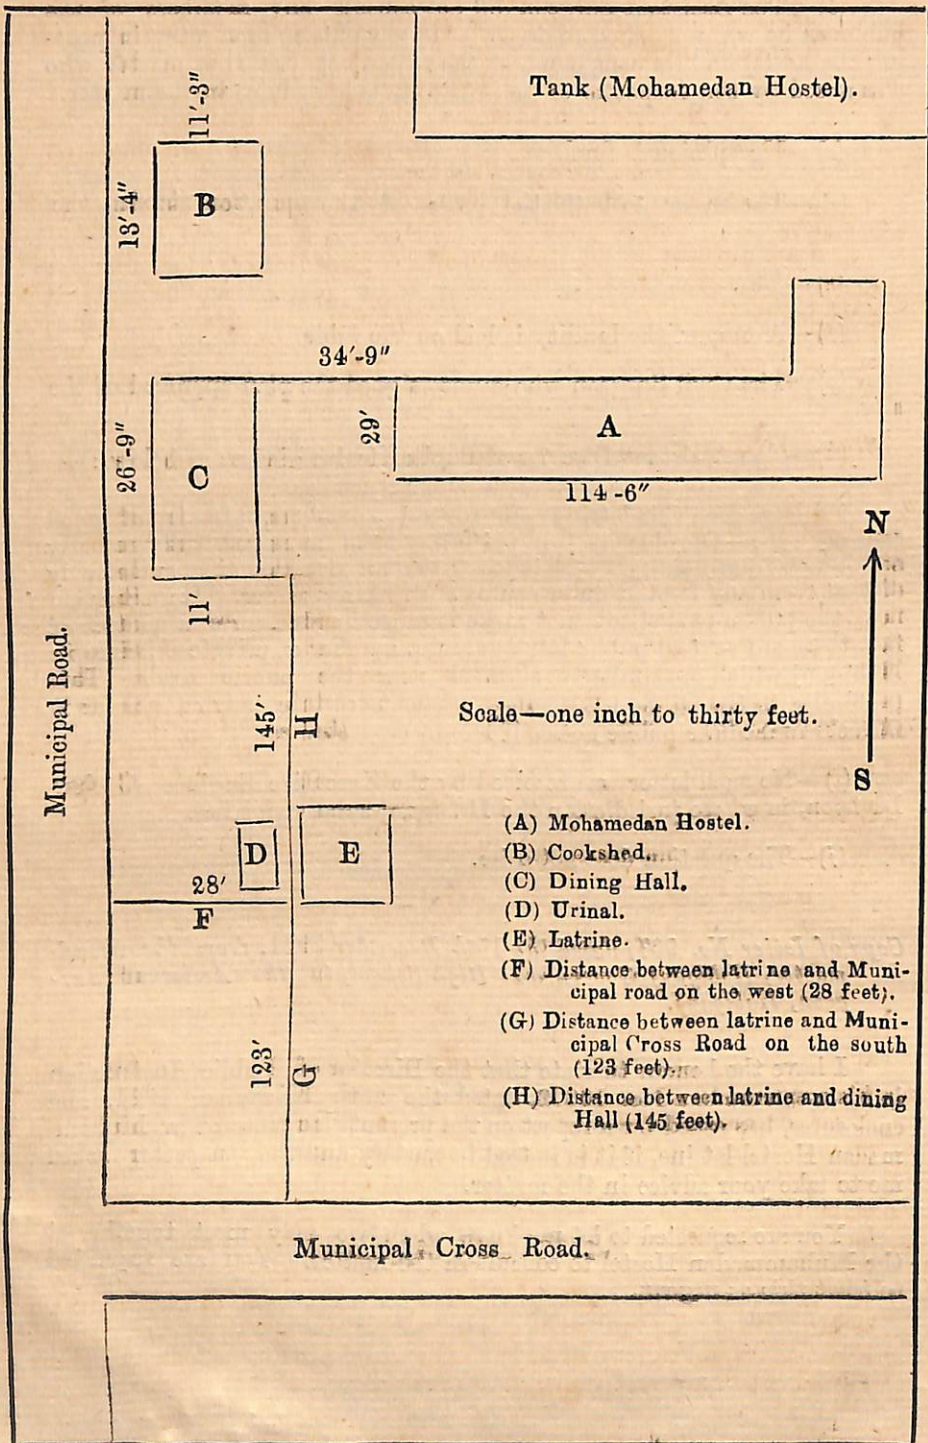 Tank (Mohamedan Hostel).
11'-3"
B
13'-4"
34'-9"
29'
A
26'-9"
C
114 -6"
N
11'
Municipal Road.
145'
H
Scale—one inch to thirty feet.
S
D
E
28'
F
(A) Mohamedan Hostel.
(B) Cookshed.
(C) Dining Hall.
(D) Urinal.
(E) Latrine.
(F) Distance between latrine and Muni-
cipal road on the west (28 feet).
(G) Distance between latrine and Muni-
cipal Cross Road on the south
(123 feet).
(H) Distance between latrine and dining
Hall (145 feet).
123'
G
Municipal Cross Road.